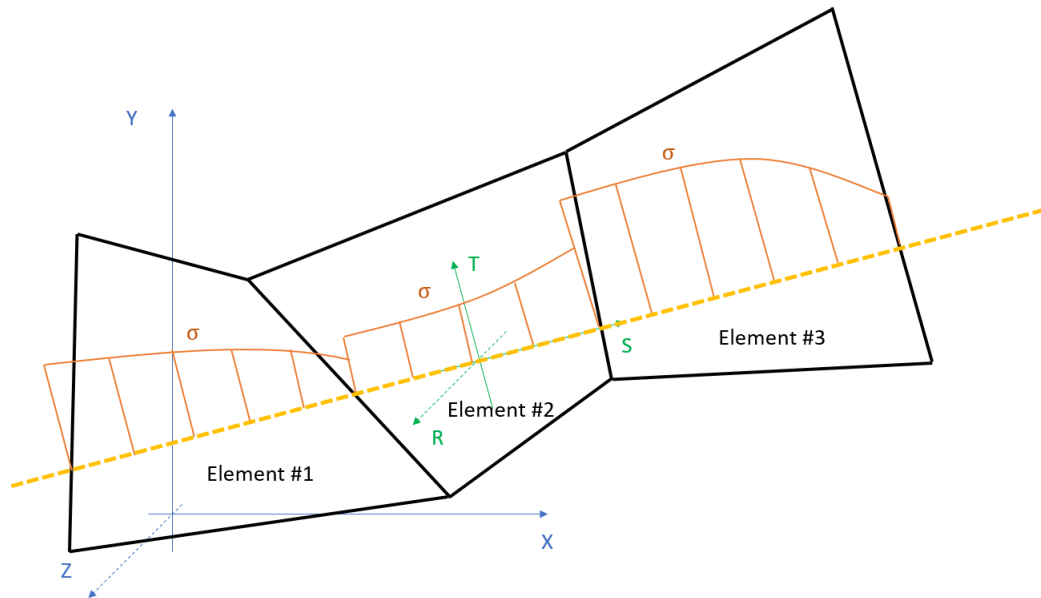 Y
σ
σ
σ
T
S
R
Element #3
Element #2
Element #1
X
Z